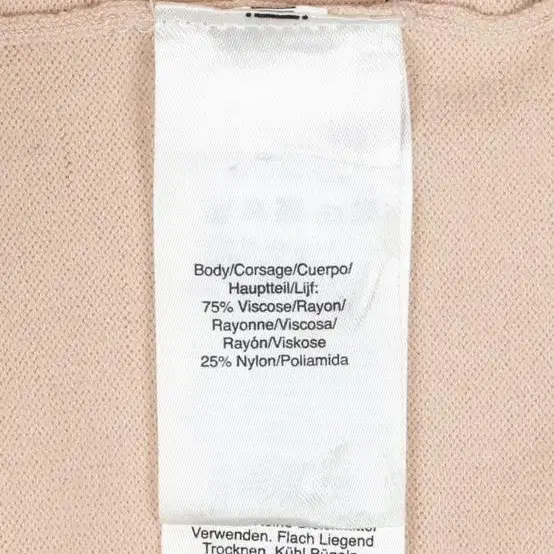 Body/Corsage/Cuerpo/
Hauptteil/Lijf:
75% Viscose/Rayon/
Rayonne/Viscosa/
Rayón/Viskose
25% Nylon/Poliamida
Verwenden. Flach Liegend
Trocknen. Kühl Bügeln